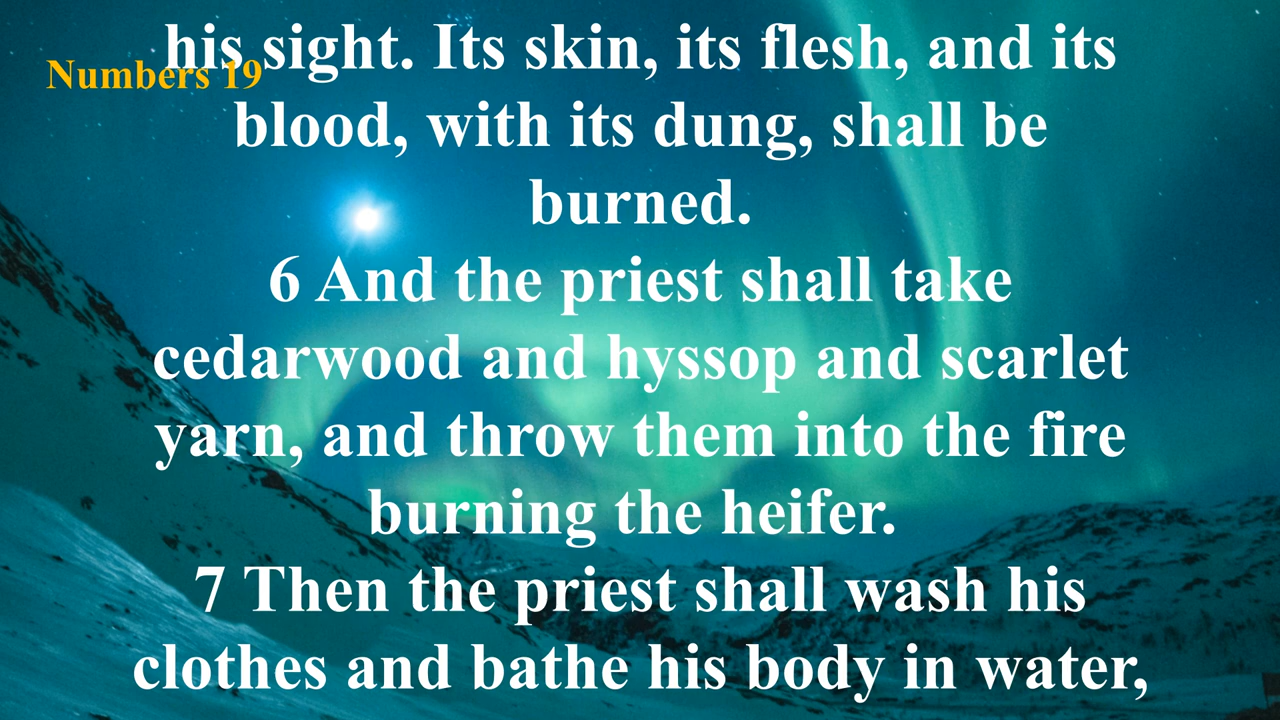 his sight. Its skin, its flesh, and its
Numbers 19
blood, with its dung, shall be
burned.
6 And the priest shall take
cedarwood and hyssop and scarlet
yarn, and throw them into the fire
burning the heifer.
7 Then the priest shall wash his
clothes and bathe his body in water,